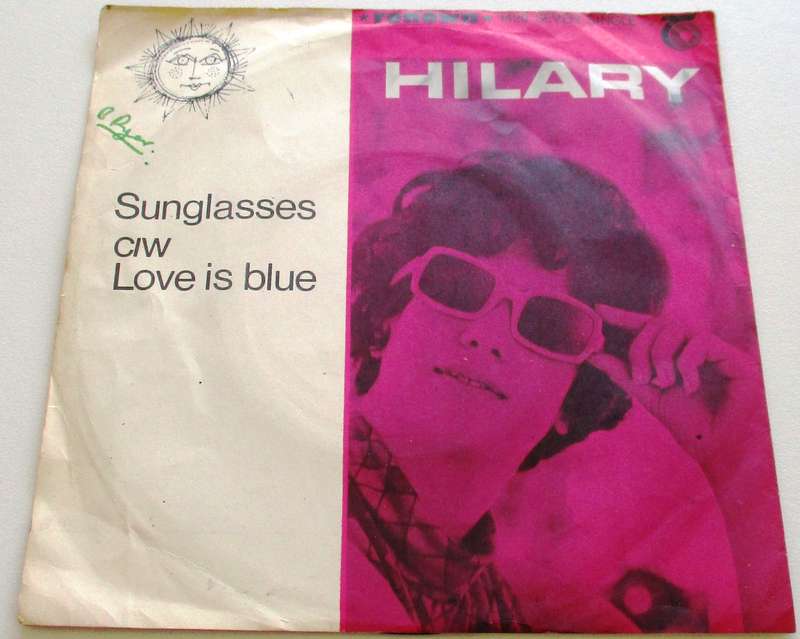 HILARY
Sunglasses
C/W
Love is blue